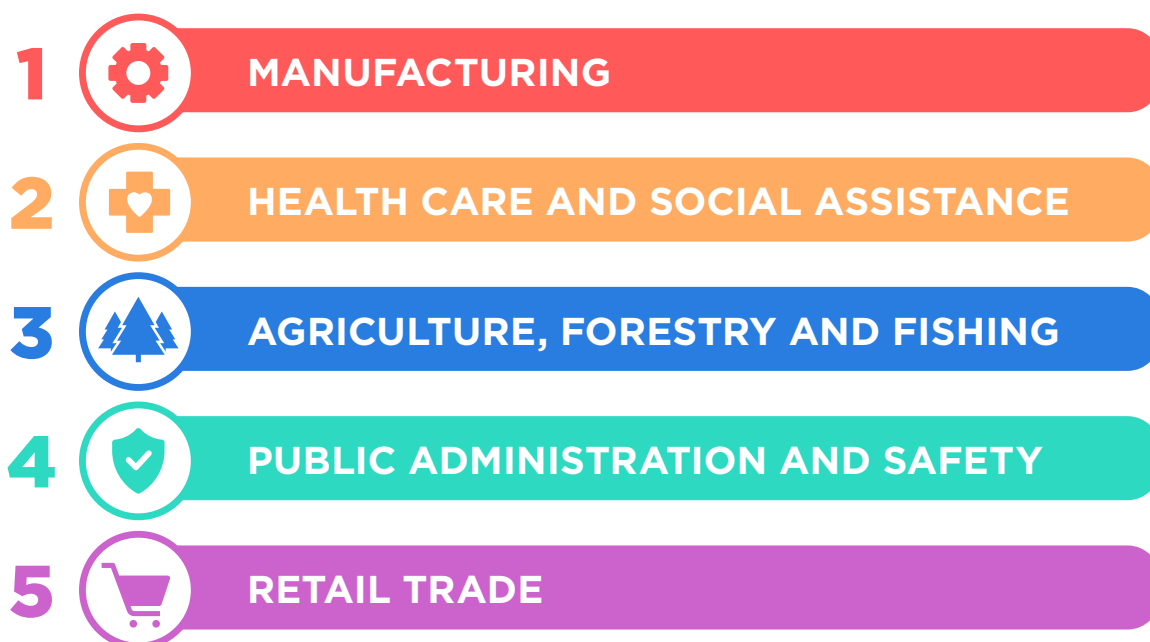 1 MANUFACTURING
2 HEALTH CARE AND SOCIAL ASSISTANCE
3 AGRICULTURE, FORESTRY AND FISHING
4 PUBLIC ADMINISTRATION AND SAFETY
5 RETAIL TRADE